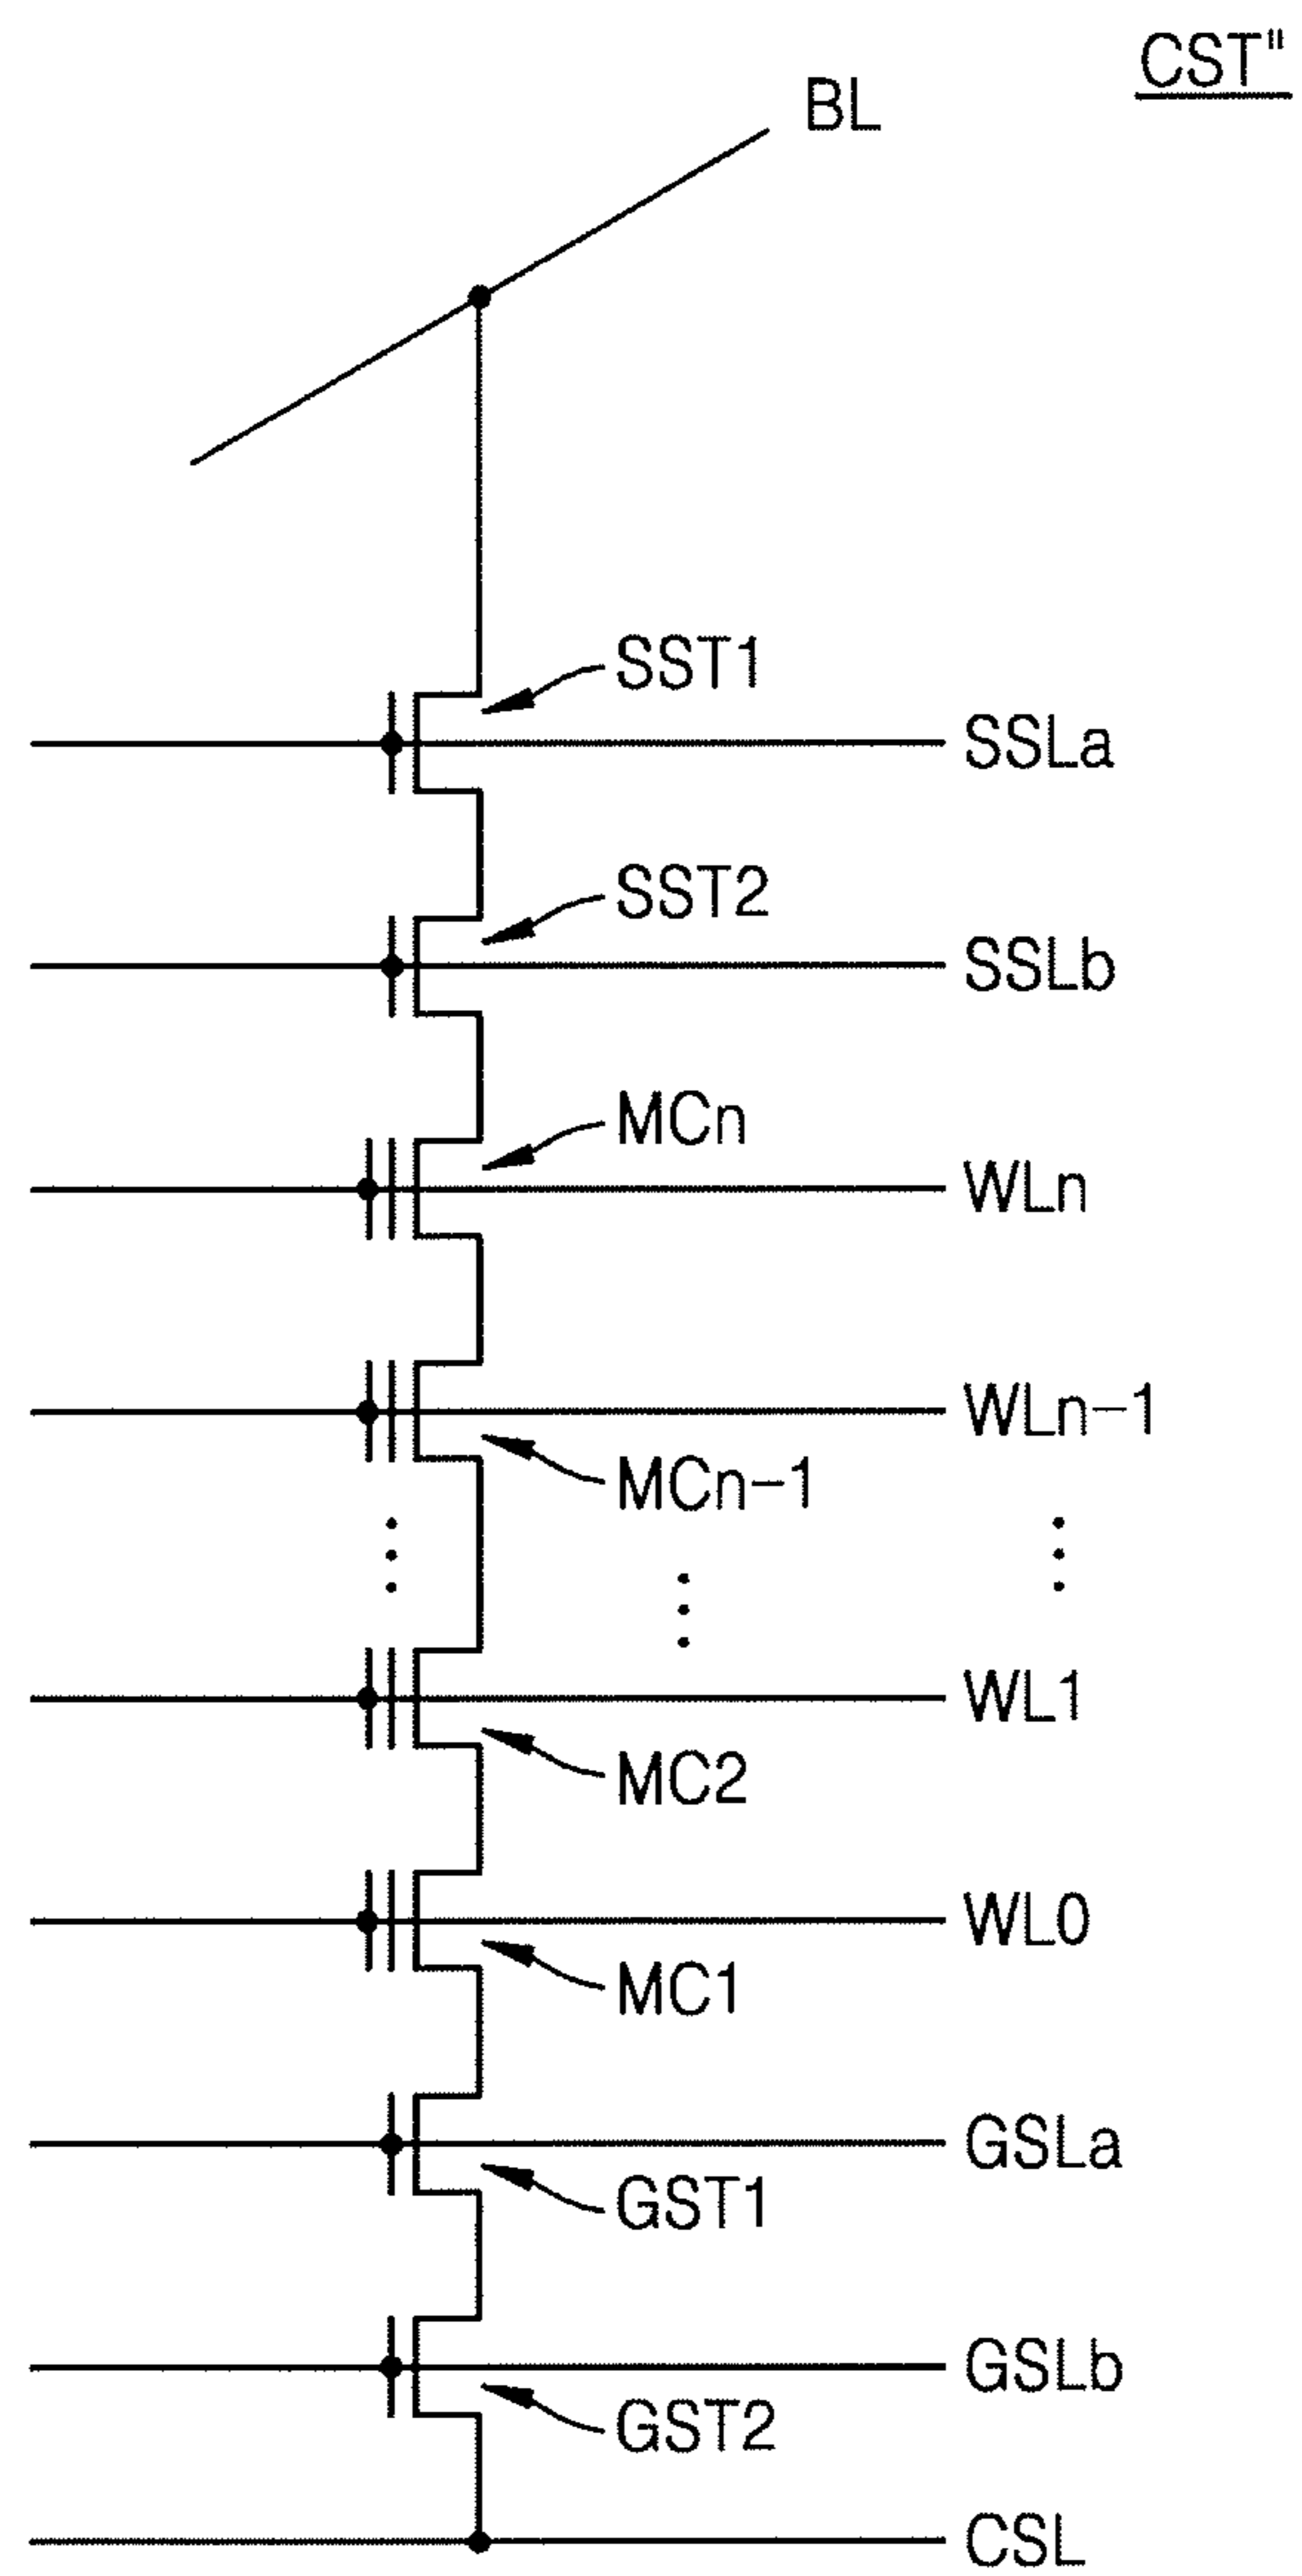 CST"
BL
SST1
SSLa
SST2
SSLb
MCn
WLn
WLn-1
MCn-1
WL1
MC2
WL0
MC1
GSLa
GST1
GSLb
GST2
CSL